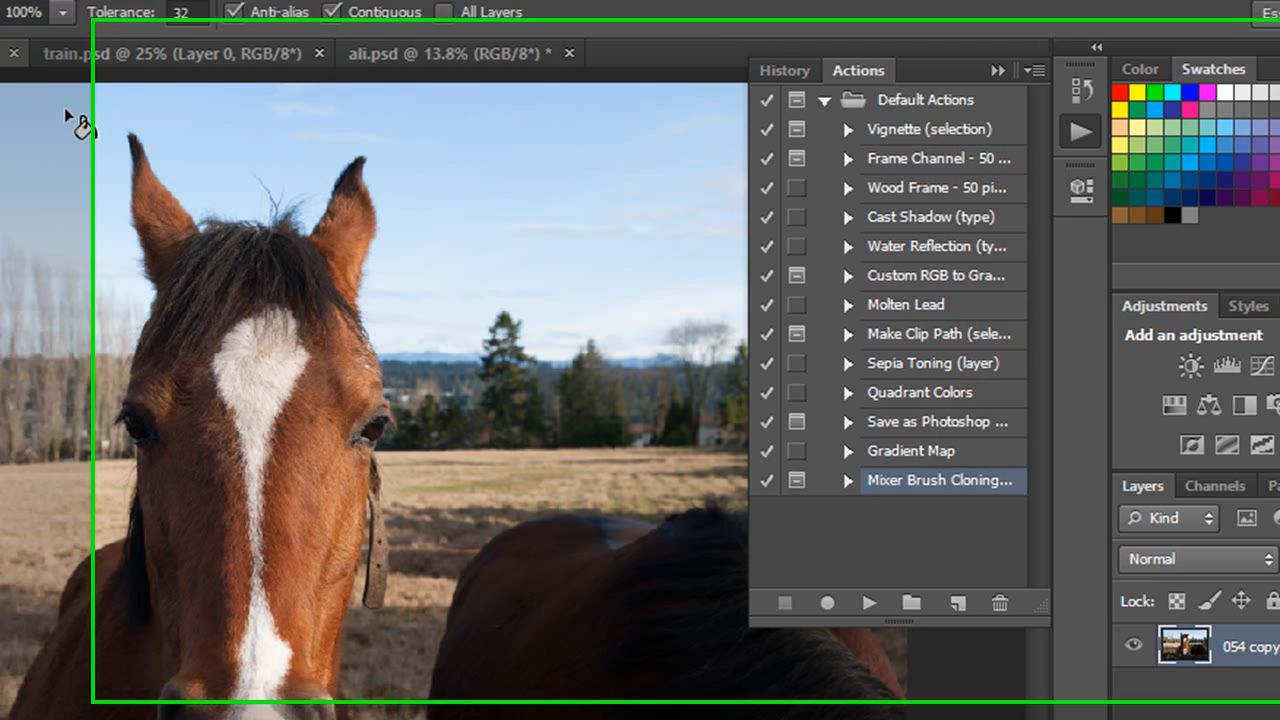 100% Tolerance: 32 Anti-alias Contiguous All Layers Es
train.psd @ 25% (Layer 0, RGB/8*) × ali.psd @ 13.8% (RGB/8*) * ×
History Actions
Default Actions
Vignette (selection)
Frame Channel - 50 ...
Wood Frame - 50 pi...
Cast Shadow (type)
Water Reflection (ty...
Custom RGB to Gra...
Molten Lead
Make Clip Path (sele...
Sepia Toning (layer)
Quadrant Colors
Save as Photoshop ...
Gradient Map
Mixer Brush Cloning...
Color Swatches
Adjustments Styles
Add an adjustment
Layers Channels Pa
Kind
Normal
Lock:
054 copy